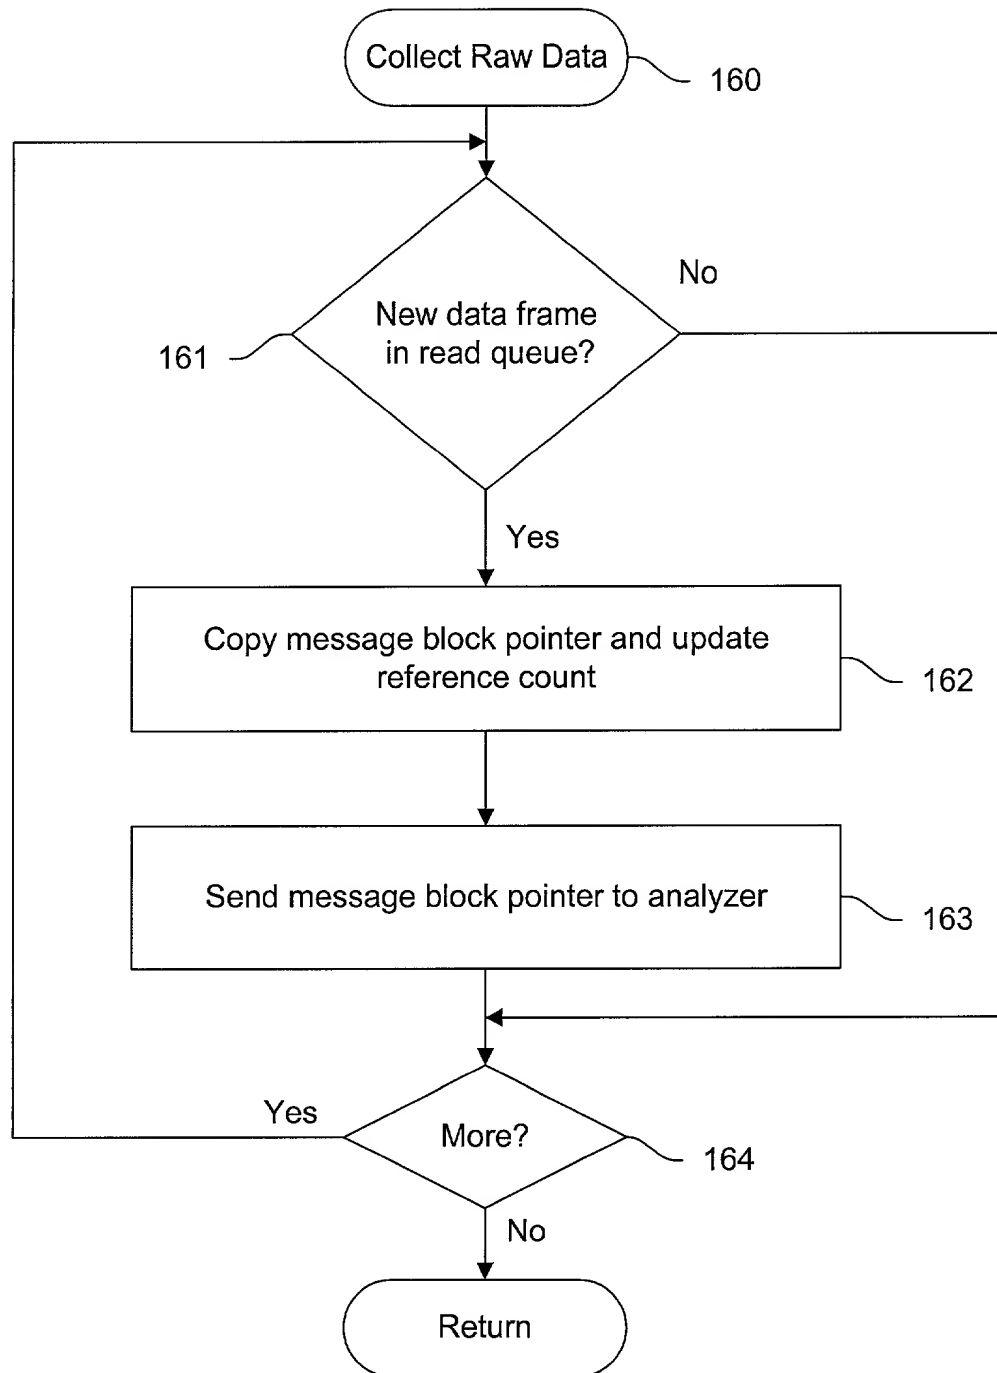 Collect Raw Data
160
No
New data frame
in read queue?
161
Yes
Copy message block pointer and update
reference count
162
Send message block pointer to analyzer
163
Yes
More?
164
No
Return